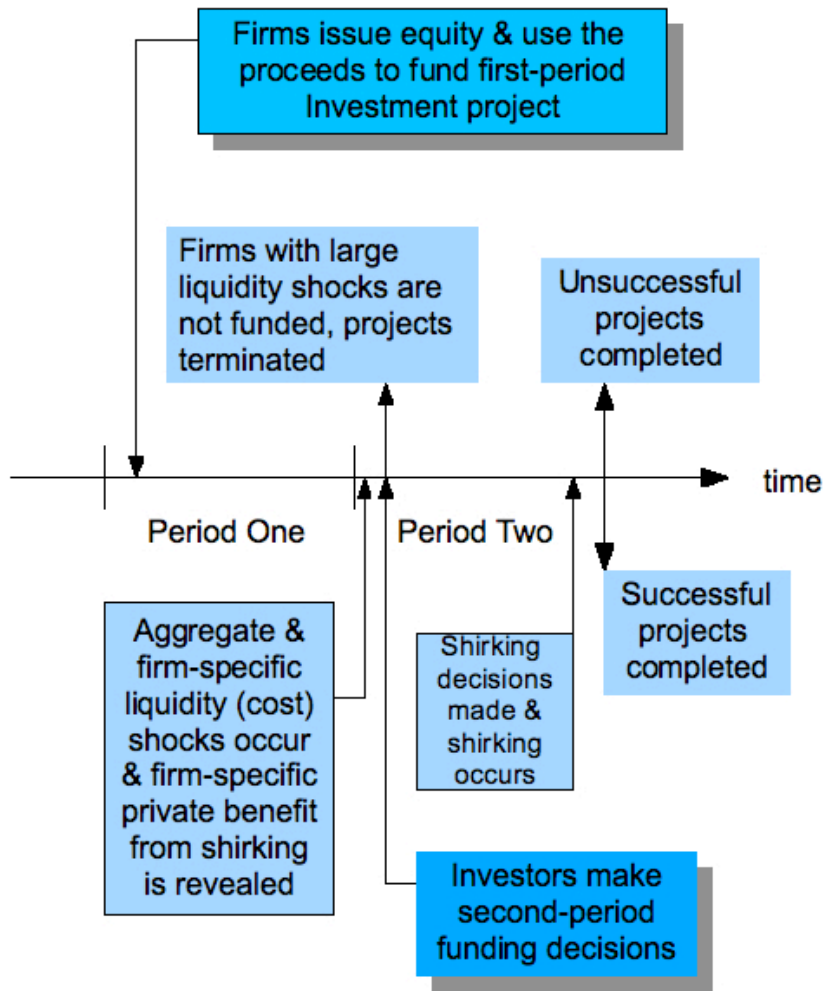 Firms issue equity & use the
proceeds to fund first-period
Investment project
Firms with large
liquidity shocks are
not funded, projects
terminated
Unsuccessful
projects
completed
time
Period One
Period Two
Aggregate &
firm-specific
liquidity (cost)
shocks occur
& firm-specific
private benefit
from shirking
is revealed
Shirking
decisions
made &
shirking
occurs
Successful
projects
completed
Investors make
second-period
funding decisions